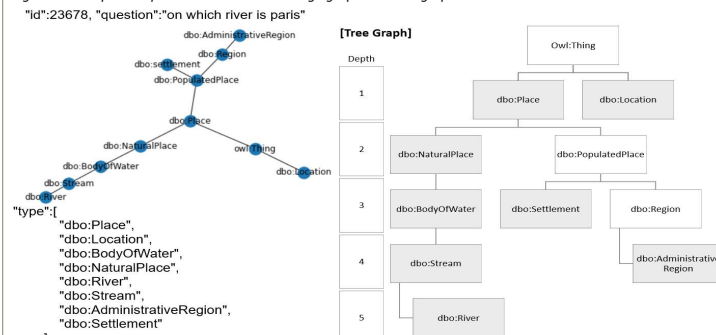 "id":23678, "question":"on which river is paris"
dbo:AdministrativeRegion
dbo:Region
dbo:settlement
dbo:PopulatedPlace
dbo:Place
dbo:NaturalPlace
owl:Thing
dbo:BodyOfWater
dbo:Location
dbo:Stream
dbo:River
"type":[
"dbo:Place",
"dbo:Location",
"dbo:BodyOfWater",
"dbo:NaturalPlace",
"dbo:River",
"dbo:Stream",
"dbo:AdministrativeRegion",
"dbo:Settlement"
[Tree Graph]
Depth
Owl:Thing
1
dbo:Place
dbo:Location
2
dbo:NaturalPlace
dbo:PopulatedPlace
3
dbo:BodyOfWater
dbo:Settlement
dbo:Region
4
dbo:Stream
dbo:Administrative
Region
5
dbo:River